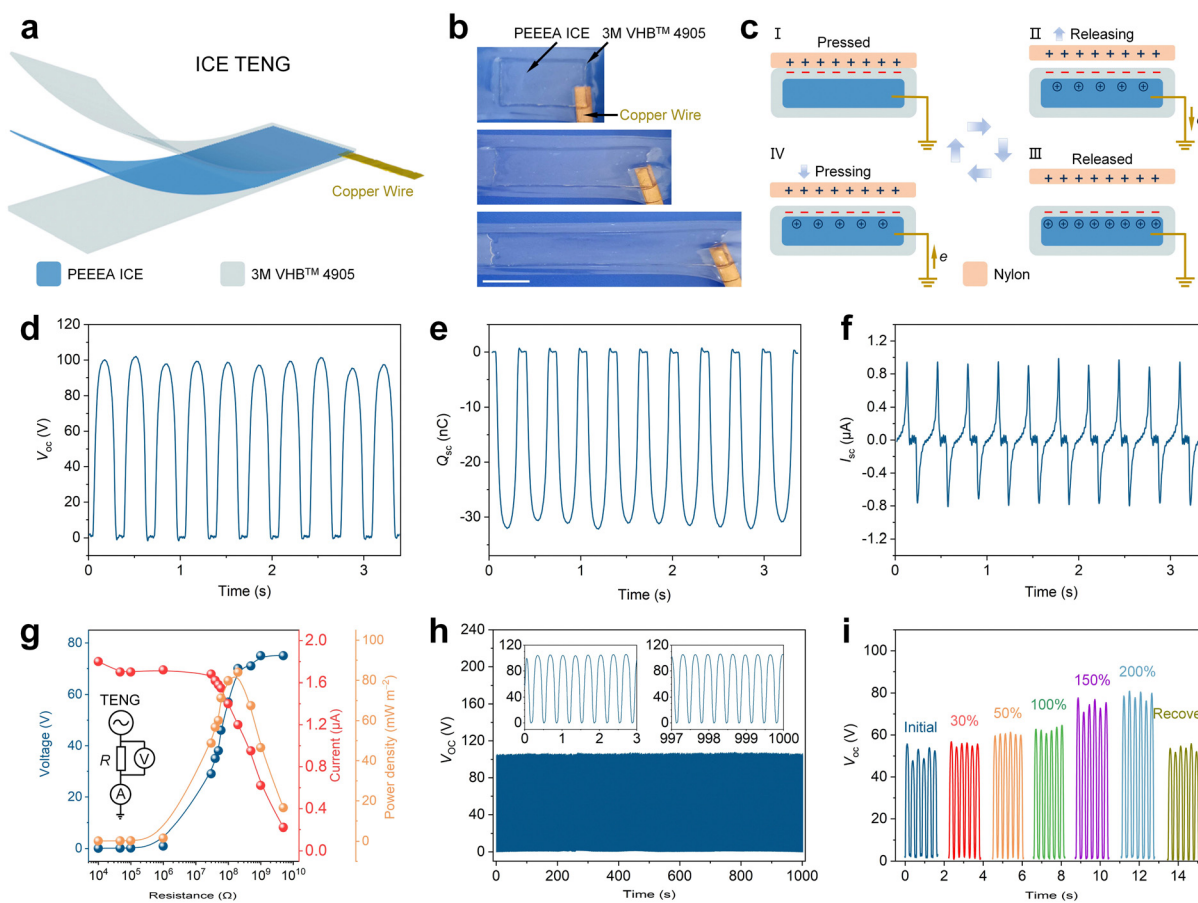 a
ICE TENG
Copper Wire
PEEEA ICE
3M VHB™ 4905
b
PEEEA ICE 3M VHB™ 4905
Copper Wire
c
I
Pressed
II
Releasing
e
IV
Pressing
e
III
Released
Nylon
d
Voc (V)
120
100
80
60
40
20
0
0 1 2 3
Time (s)
e
Qsc (nC)
0
-10
-20
-30
0 1 2 3
Time (s)
f
Isc (µA)
1.2
0.8
0.4
0.0
-0.4
-0.8
-1.2
0 1 2 3
Time (s)
g
Voltage (V)
80
60
40
20
0
TENG
R
V
A
2.0
1.6
1.2
0.8
0.4
0.0
Current (µA)
100
80
60
40
20
0
Power density (mW m⁻²)
10⁴ 10⁵ 10⁶ 10⁷ 10⁸ 10⁹ 10¹⁰
Resistance (Ω)
h
VOC (V)
240
200
160
120
80
40
0
120
80
40
0
0 1 2 3
120
80
40
0
997 998 999 1000
0 200 400 600 800 1000
Time (s)
i
Voc (V)
100
80
60
40
20
0
Initial
30%
50%
100%
150%
200%
Recove
0 2 4 6 8 10 12 14
Time (s)